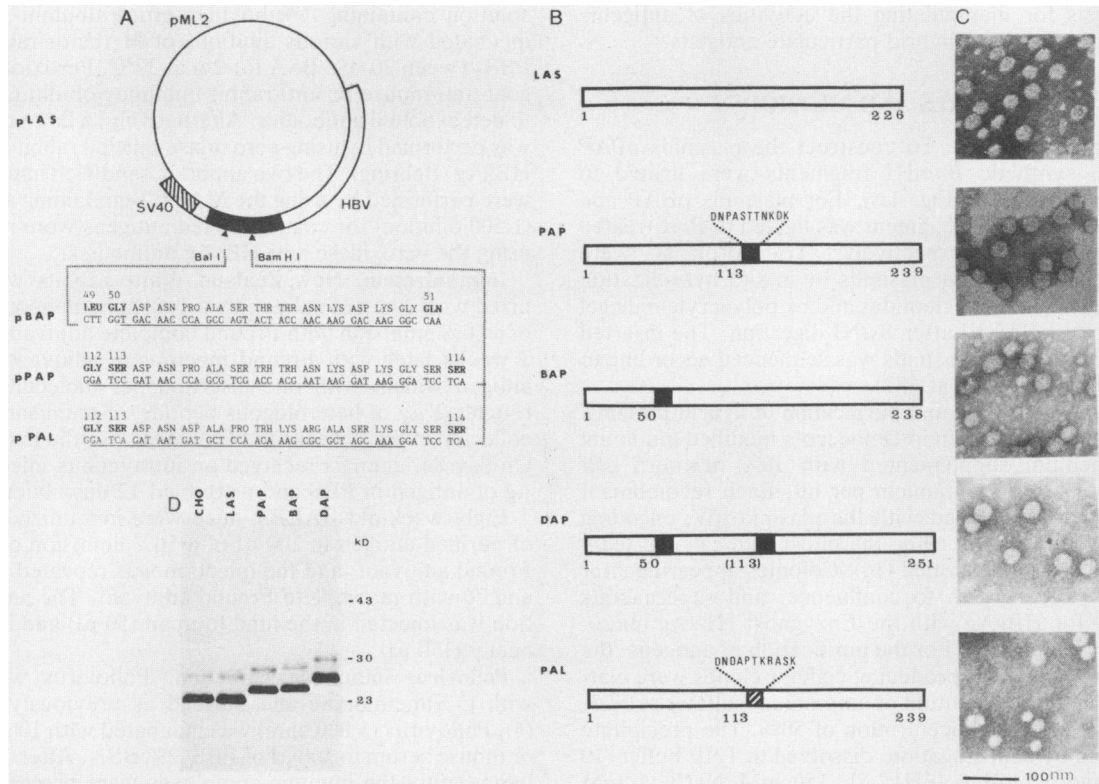 A
pML2
pLAS
SV40
HBV
Bal I
Bam H I
49 50 51
pBAP
LEU GLY ASP ASN PRO ALA SER THR THR ASN LYS ASP LYS GLY GLN
CTT GGT GAC AAC CCA GCC AGT ACT ACC AAC AAG GAC AAG GGC CAA
112 113 114
pPAP
GLY SER ASP ASN PRO ALA SER THR THR ASN LYS ASP LYS GLY SER SER
GGA TCC GAT AAC CCA GCG TCG ACC ACG AAT AAG GAT AAG GGA TCC TCA
112 113 114
pPAL
GLY SER ASP ASN ASP ALA PRO THR LYS ARG ALA SER LYS GLY SER SER
GGA TCA GAT AAT GAT GCT CCA ACA AAG CGC GCT AGC AAA GGA TCC TCA
D
CHO
LAS
PAP
BAP
DAP
kD
-43
-30
-23
B
LAS
1 226
PAP
DNPASTTNKDK
1 113 239
BAP
1 50 238
DAP
1 50 (113) 251
PAL
DNDAPTKRASK
1 113 239
C
100nm